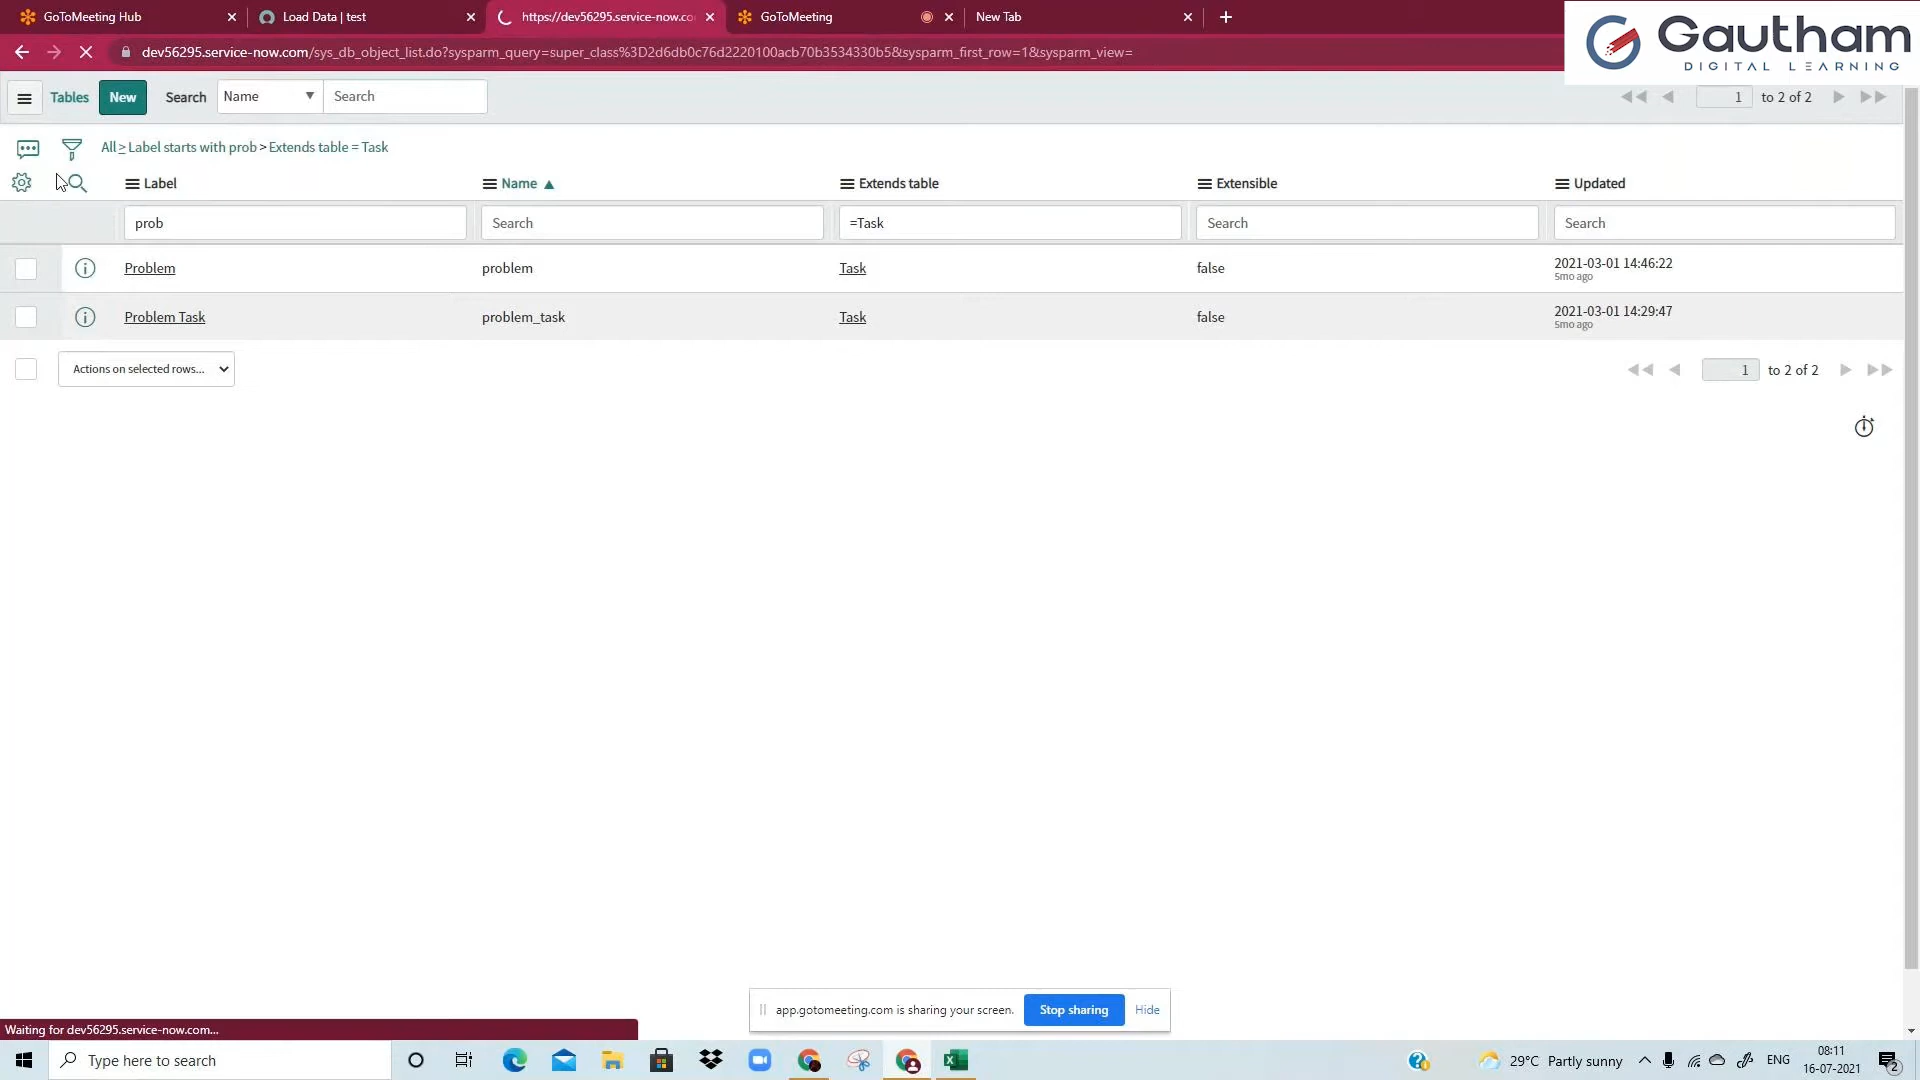 GoToMeeting Hub
Load Data | test
https://dev56295.service-now.co
GoToMeeting
New Tab
dev56295.service-now.com/sys_db_object_list.do?sysparm_query=super_class%3D2d6db0c76d2220100acb70b3534330b5&sysparm_first_row=1&sysparm_view=
Gautham
DIGITAL LEARNING
Tables New Search Name Search 1 to 2 of 2
All > Label starts with prob > Extends table = Task
Label Name Extends table Extensible Updated
prob Search =Task Search Search
Problem problem Task false 2021-03-01 14:46:22
5mo ago
Problem Task problem_task Task false 2021-03-01 14:29:47
5mo ago
Actions on selected rows... 1 to 2 of 2
app.gotomeeting.com is sharing your screen. Stop sharing Hide
Waiting for dev56295.service-now.com...
Type here to search
29°C Partly sunny
ENG
08:11
16-07-2021
2